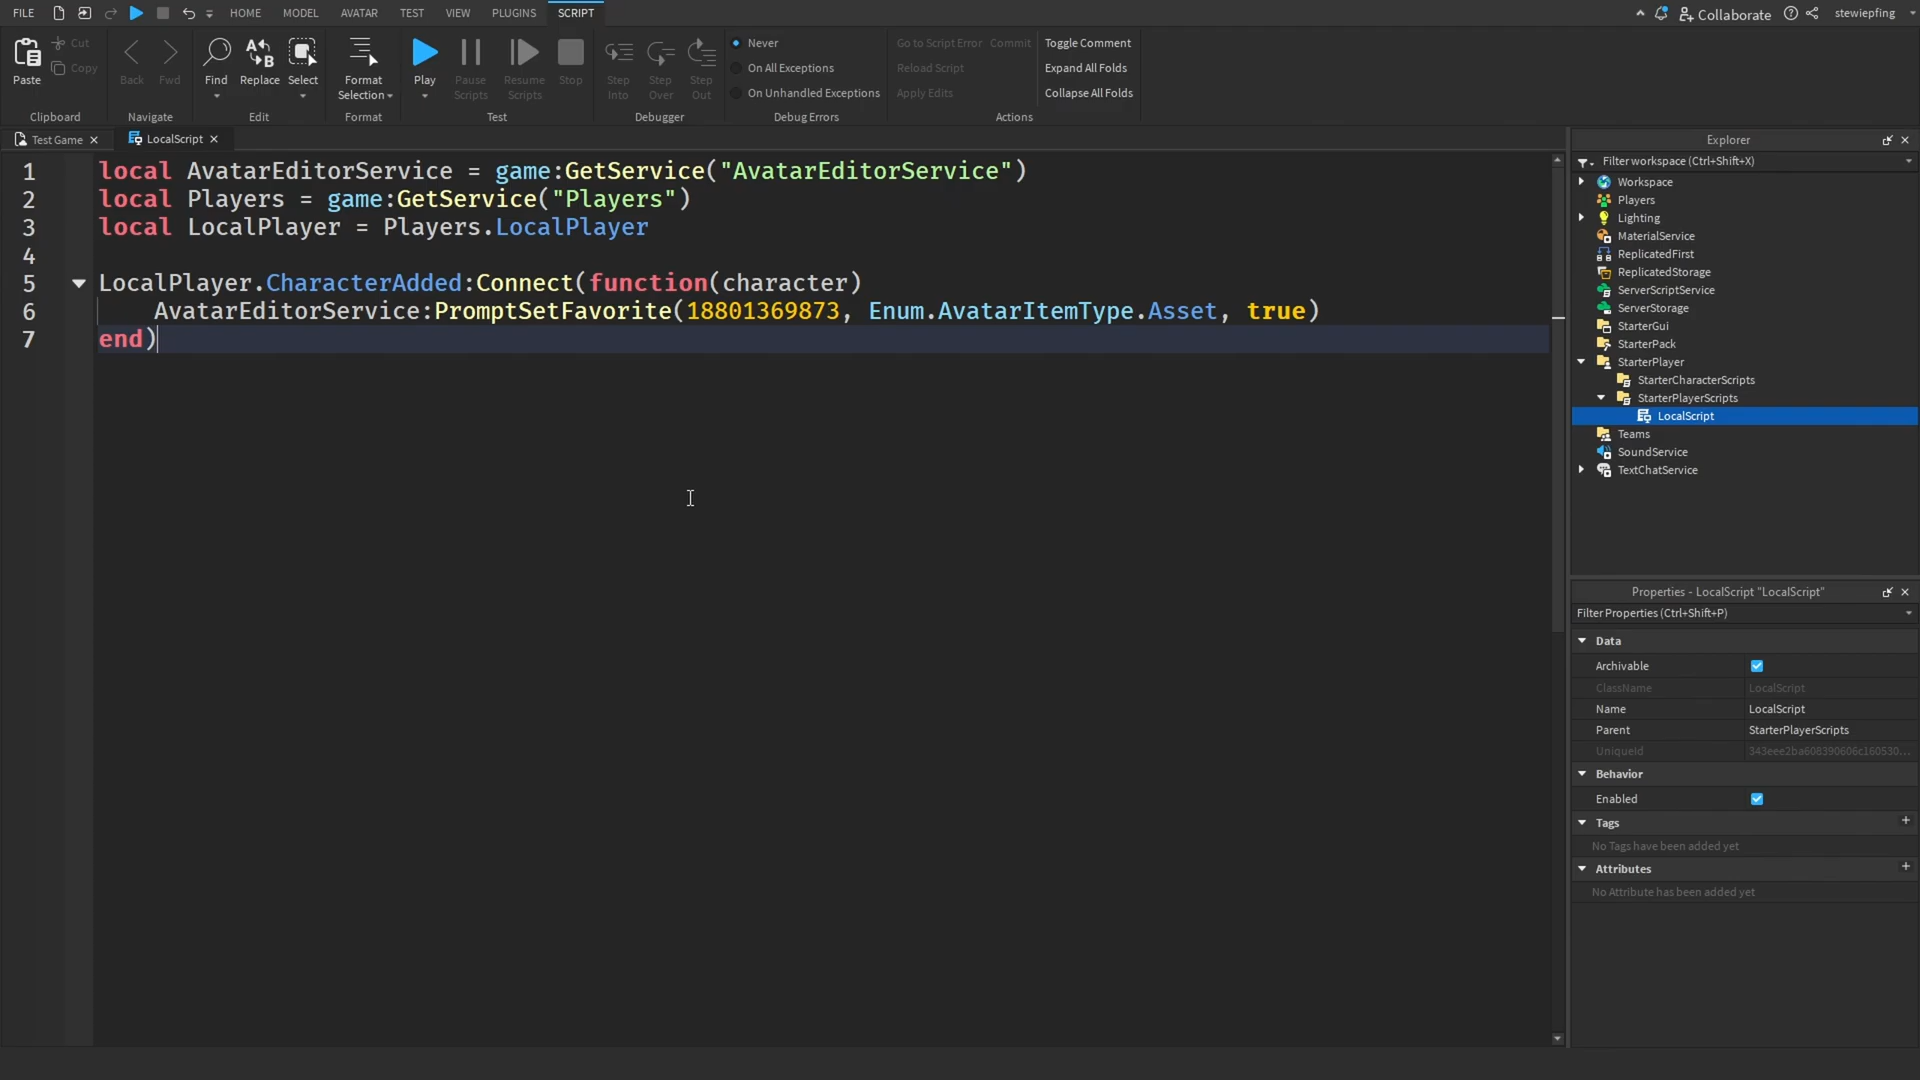 FILE HOME MODEL AVATAR TEST VIEW PLUGINS SCRIPT Collaborate stewiepfing
Paste Cut Copy Back Fwd Find Replace Select Format Selection Play Pause Scripts Resume Scripts Stop Step Into Step Over Step Out
Never
On All Exceptions
On Unhandled Exceptions
Go to Script Error Commit
Reload Script
Apply Edits
Toggle Comment
Expand All Folds
Collapse All Folds
Clipboard Navigate Edit Format Test Debugger Debug Errors Actions
Test Game LocalScript
1 local AvatarEditorService = game:GetService("AvatarEditorService")
2 local Players = game:GetService("Players")
3 local LocalPlayer = Players.LocalPlayer
4
5 LocalPlayer.CharacterAdded:Connect(function(character)
6 AvatarEditorService:PromptSetFavorite(18801369873, Enum.AvatarItemType.Asset, true)
7 end)
Explorer
Filter workspace (Ctrl+Shift+X)
Workspace
Players
Lighting
MaterialService
ReplicatedFirst
ReplicatedStorage
ServerScriptService
ServerStorage
StarterGui
StarterPack
StarterPlayer
StarterCharacterScripts
StarterPlayerScripts
LocalScript
Teams
SoundService
TextChatService
Properties - LocalScript "LocalScript"
Filter Properties (Ctrl+Shift+P)
Data
Archivable
ClassName LocalScript
Name LocalScript
Parent StarterPlayerScripts
UniqueId 343eee2ba608390606c160530...
Behavior
Enabled
Tags
No Tags have been added yet
Attributes
No Attribute has been added yet